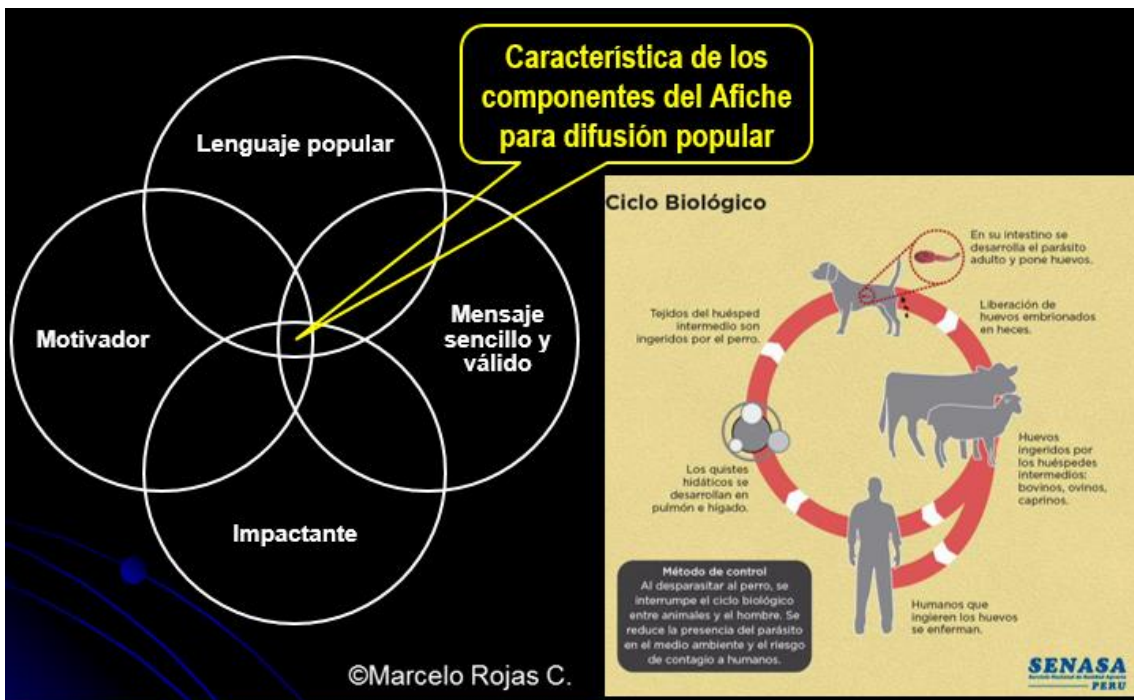 Característica de los
componentes del Afiche
para difusión popular
Lenguaje popular
Motivador
Mensaje
sencillo y
válido
Impactante
©Marcelo Rojas C.
Ciclo Biológico
En su intestino se
desarrolla el parásito
adulto y pone huevos.
Liberación de
huevos embrionados
en heces.
Tejidos del huésped
intermedio son
ingeridos por el perro.
Huevos
ingeridos por
los huéspedes
intermedios:
bovinos, ovinos,
caprinos.
Los quistes
hidáticos se
desarrollan en
pulmón e hígado.
Humanos que
ingieren los huevos
se enferman.
Método de control
Al desparasitar al perro, se
interrumpe el ciclo biológico
entre animales y el hombre. Se
reduce la presencia del parásito
en el medio ambiente y el riesgo
de contagio a humanos.
SENASA
Servicio Nacional de Sanidad Agraria
PERU